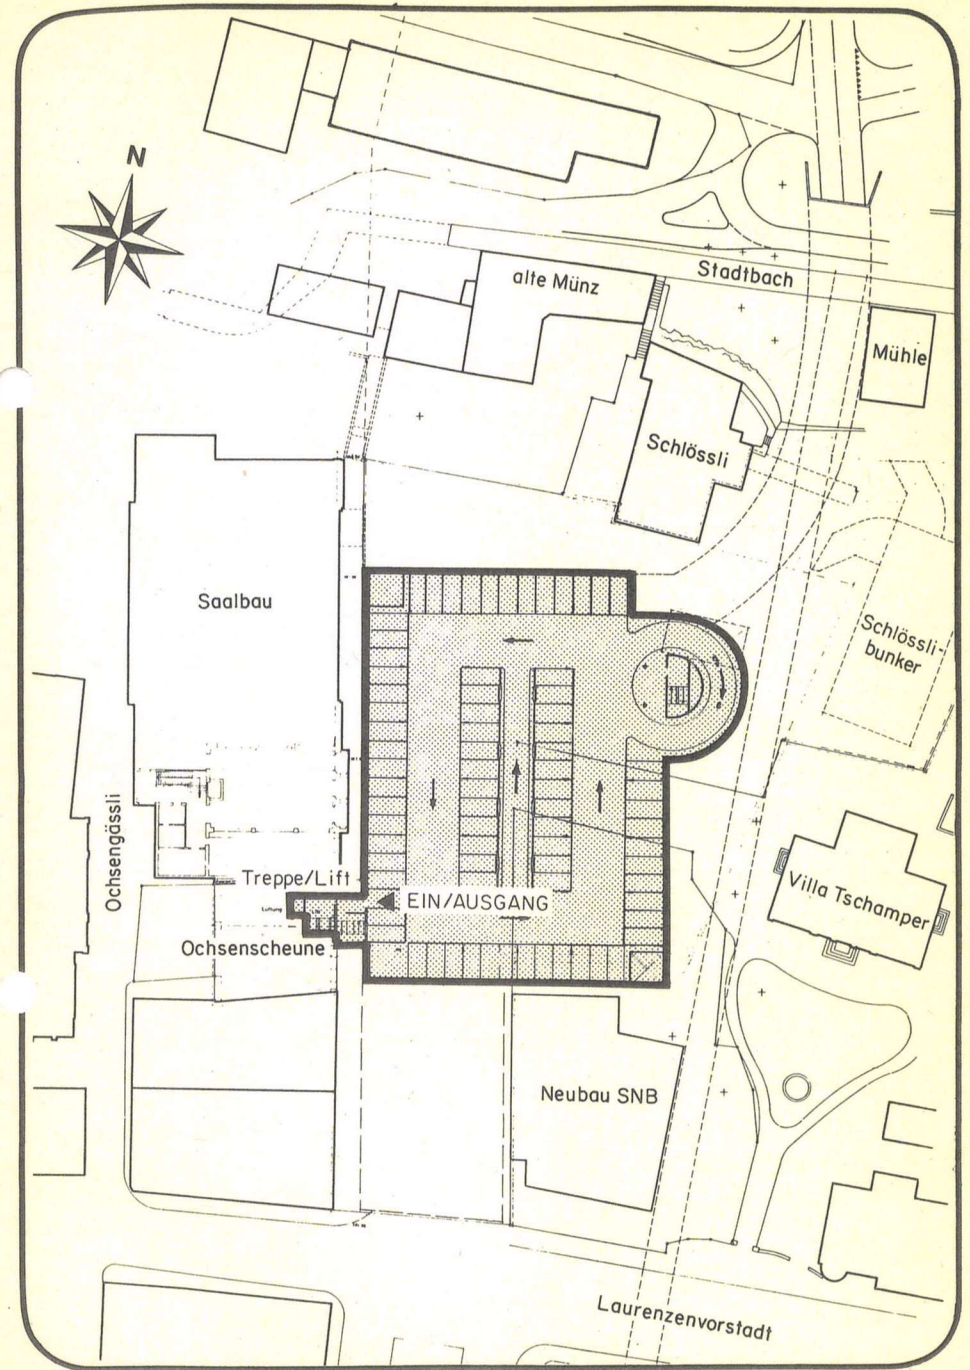 N
alte Münz
Stadtbach
Mühle
Schlössli
Saalbau
Schlössli-
bunker
Ochsengässli
Treppe/Lift
EIN/AUSGANG
Villa Tschamper
Lüftung
Ochsenscheune
Neubau SNB
Laurenzenvorstadt